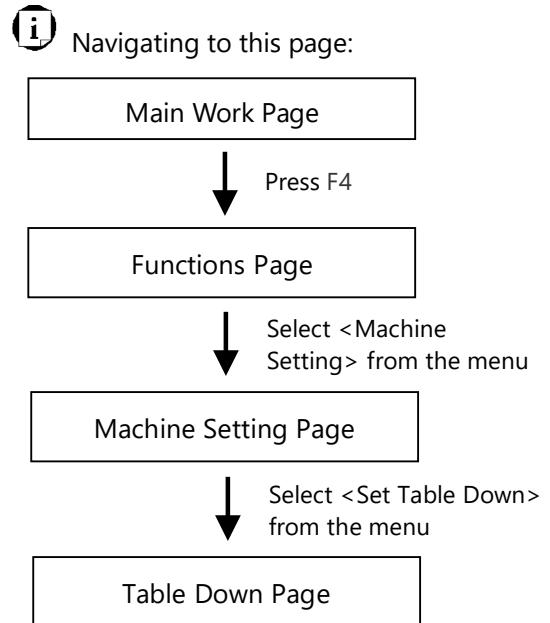 i
Navigating to this page:
Main Work Page
Press F4
Functions Page
Select <Machine
Setting> from the menu
Machine Setting Page
Select <Set Table Down>
from the menu
Table Down Page